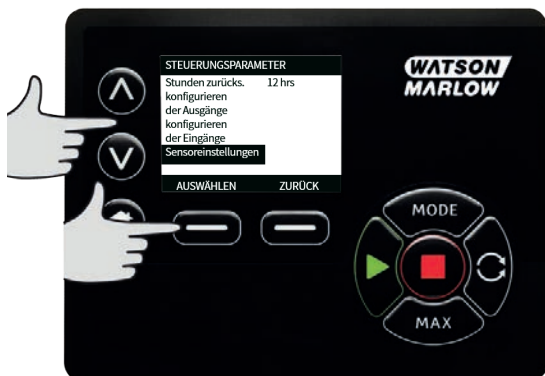 STEUERUNGSPARAMETER
Stunden zurücks. 12 hrs
konfigurieren
der Ausgänge
konfigurieren
der Eingänge
Sensoreinstellungen
AUSWÄHLEN ZURÜCK
WATSON
MARLOW
MODE
MAX